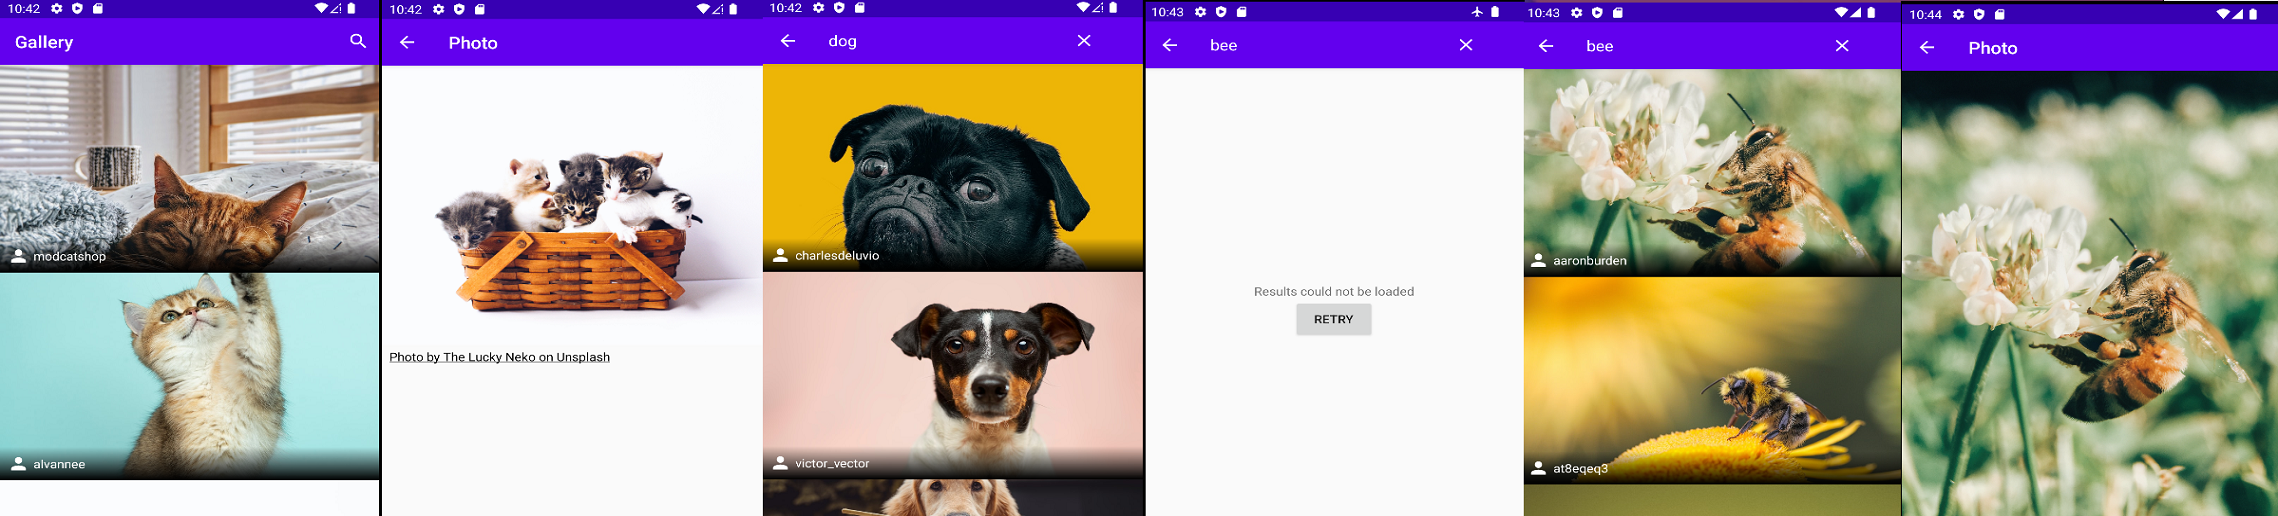 10:42
Gallery
modcatshop
alvannee
10:42
Photo
Photo by The Lucky Neko on Unsplash
10:42
dog
charlesdeluvio
victor_vector
10:43
bee
Results could not be loaded
RETRY
10:43
bee
aaronburden
at8eqeq3
10:44
Photo